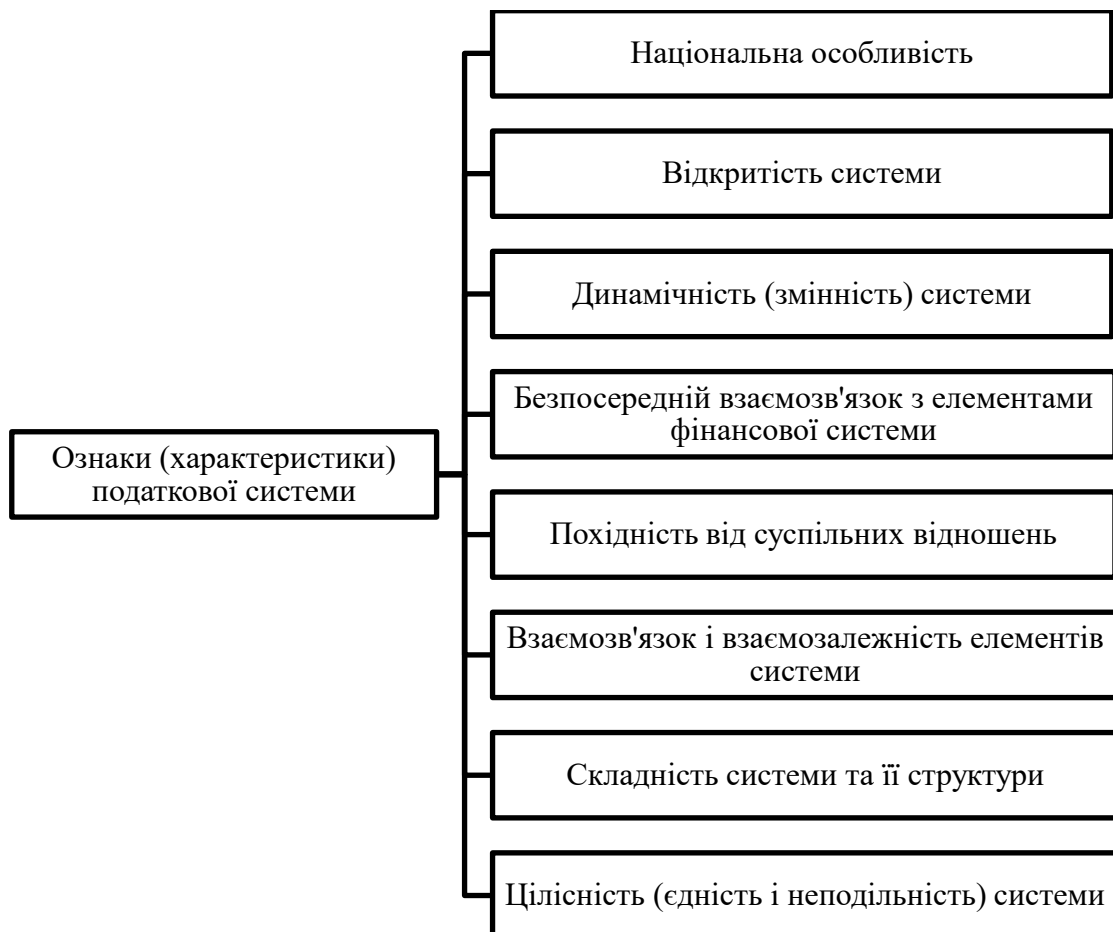 Національна особливість
Відкритість системи
Динамічність (змінність) системи
Безпосередній взаємозв'язок з елементами
фінансової системи
Ознаки (характеристики)
податкової системи
Похідність від суспільних відношень
Взаємозв'язок і взаємозалежність елементів
системи
Складність системи та її структури
Цілісність (єдність і неподільність) системи